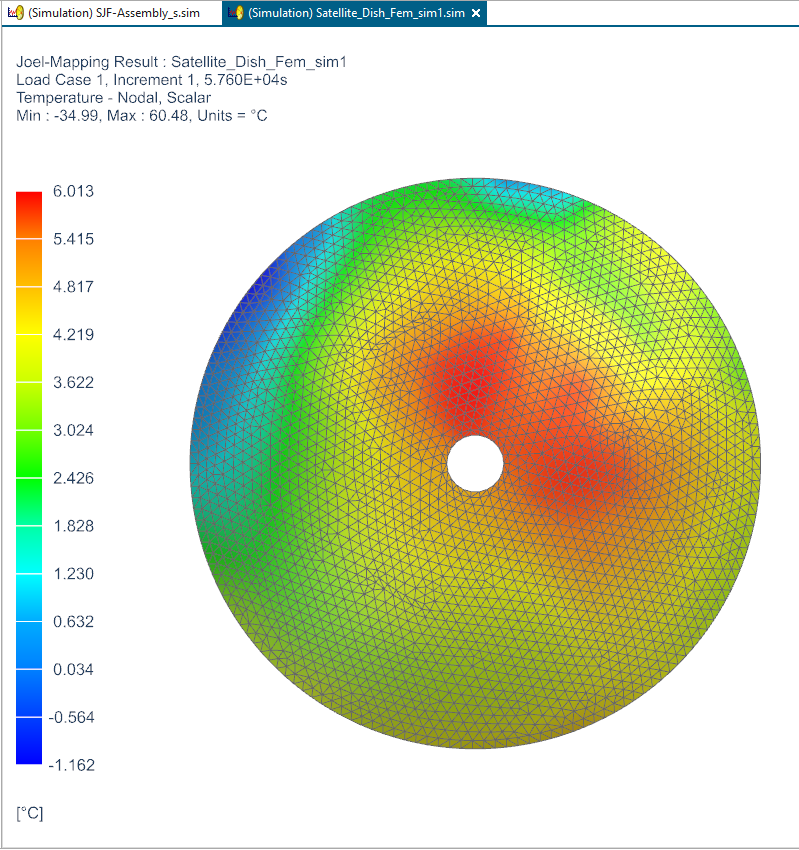 (Simulation) SJF-Assembly_s.sim
(Simulation) Satellite_Dish_Fem_sim1.sim
Joel-Mapping Result : Satellite_Dish_Fem_sim1
Load Case 1, Increment 1, 5.760E+04s
Temperature - Nodal, Scalar
Min : -34.99, Max : 60.48, Units = °C
6.013
5.415
4.817
4.219
3.622
3.024
2.426
1.828
1.230
0.632
0.034
-0.564
-1.162
[°C]